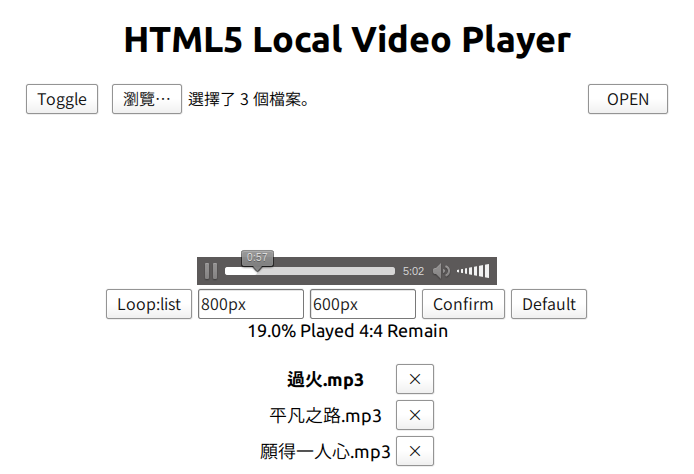 HTML5 Local Video Player
Toggle 瀏覽… 選擇了 3 個檔案。 OPEN
0:57
5:02
Loop:list 800px 600px Confirm Default
19.0% Played 4:4 Remain
過火.mp3 ×
平凡之路.mp3 ×
願得一人心.mp3 ×